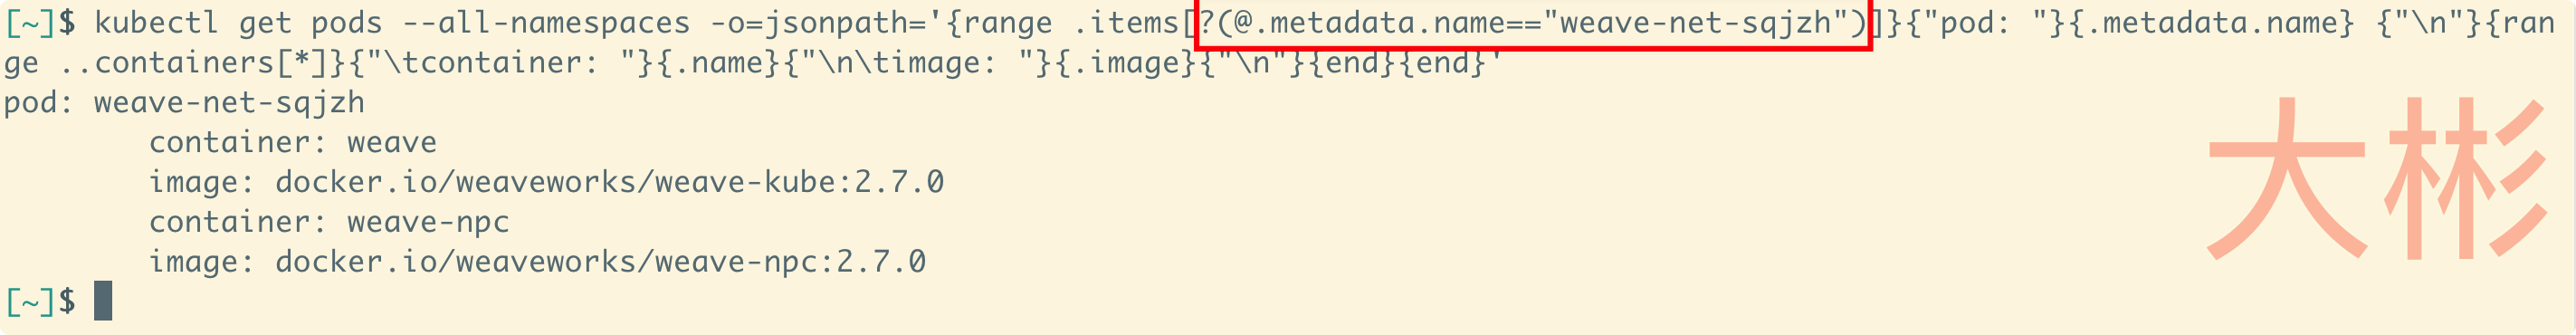 [~]$ kubectl get pods --all-namespaces -o=jsonpath='{range .items[?(@.metadata.name=="weave-net-sqjzh")]}{"pod: "}{.metadata.name} {"\n"}{ran
ge ..containers[*]}{"\tcontainer: "}{.name}{"\n\timage: "}{.image}{"\n"}{end}{end}'
pod: weave-net-sqjzh
container: weave
image: docker.io/weaveworks/weave-kube:2.7.0
container: weave-npc
image: docker.io/weaveworks/weave-npc:2.7.0
[~]$
大彬